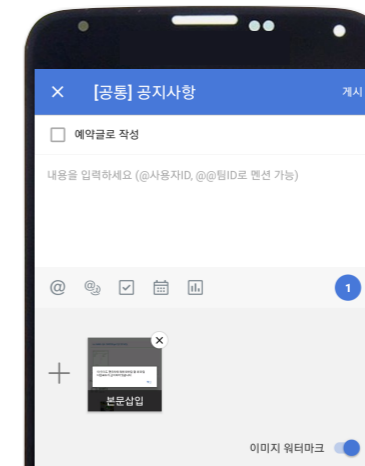 [공통] 공지사항
게시
예약글로 작성
내용을 입력하세요 (@사용자ID, @@팀ID로 멘션 가능)
1
본문삽입
이미지 워터마크